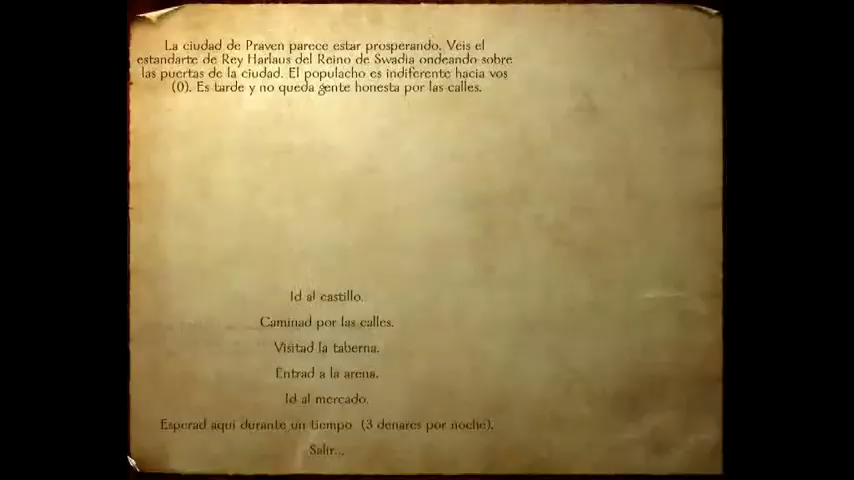 La ciudad de Praven parece estar prosperando. Véis el
estandarte de Rey Harlaus del Reino de Swadia ondeando sobre
las puertas de la ciudad. El populacho es indiferente hacia vos
(0). Es tarde y no queda gente honesta por las calles.
Id al castillo.
Caminad por las calles.
Visitad la taberna.
Entrad a la arena.
Id al mercado.
Esperad aquí durante un tiempo (3 denares por noche).
Salir...